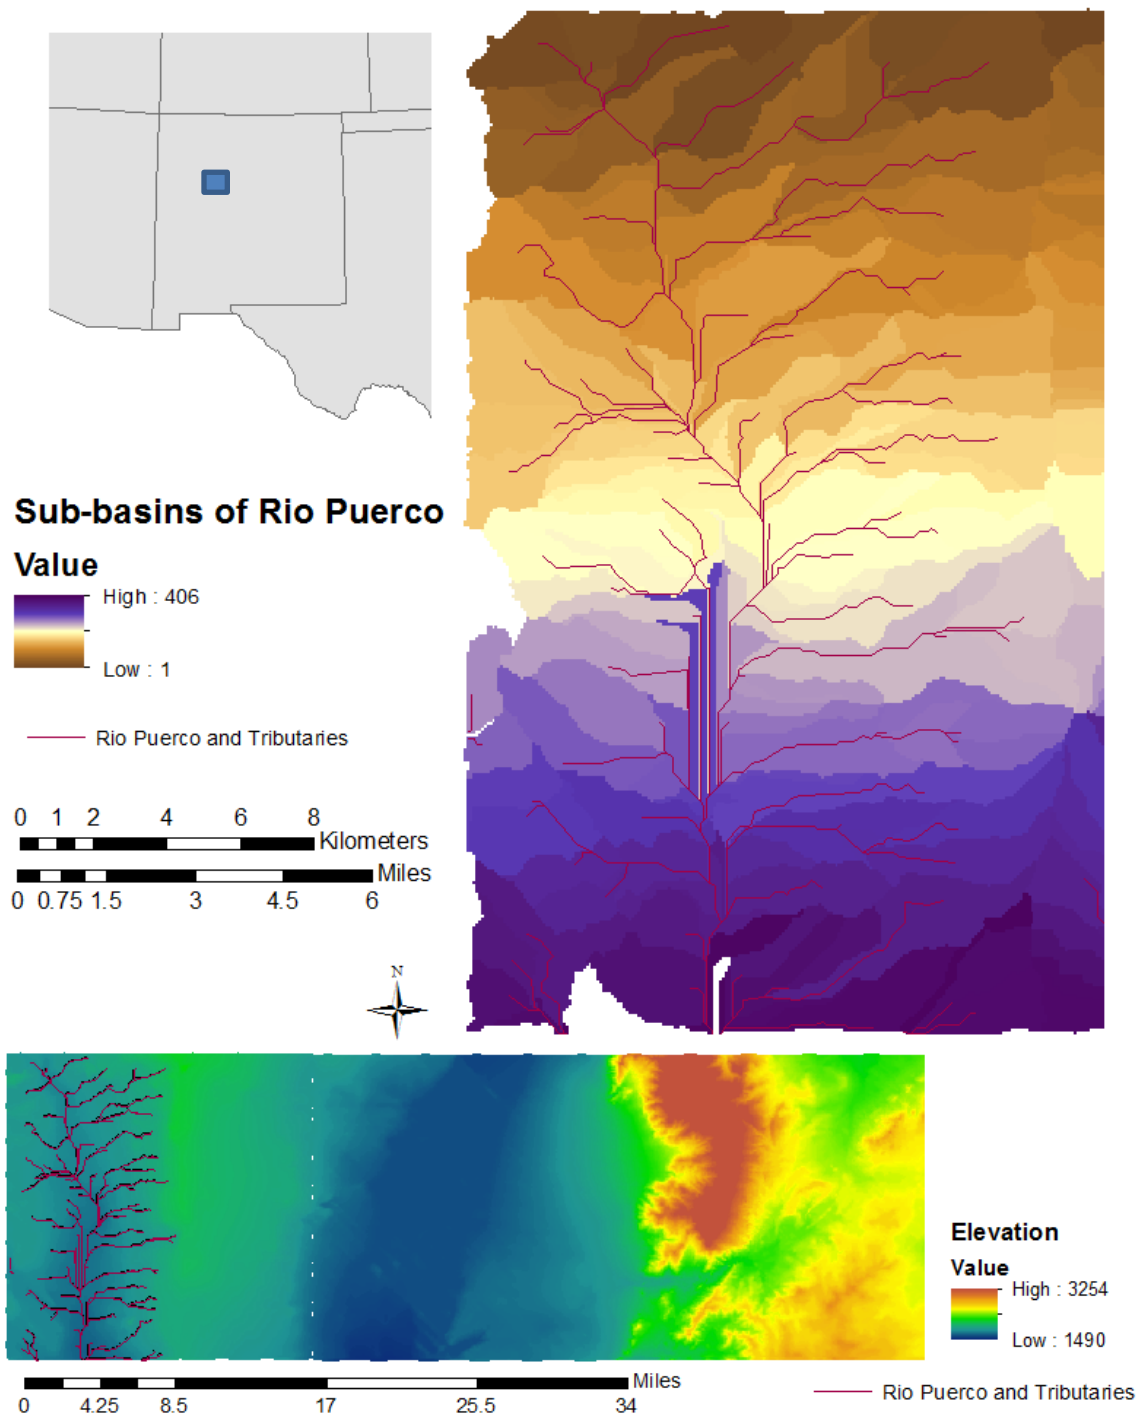 Sub-basins of Rio Puerco
Value
High : 406
Low : 1
Rio Puerco and Tributaries
0 1 2 4 6 8
Kilometers
Miles
0 0.75 1.5 3 4.5 6
N
Elevation
Value
High : 3254
Low : 1490
Miles
0 4.25 8.5 17 25.5 34
Rio Puerco and Tributaries